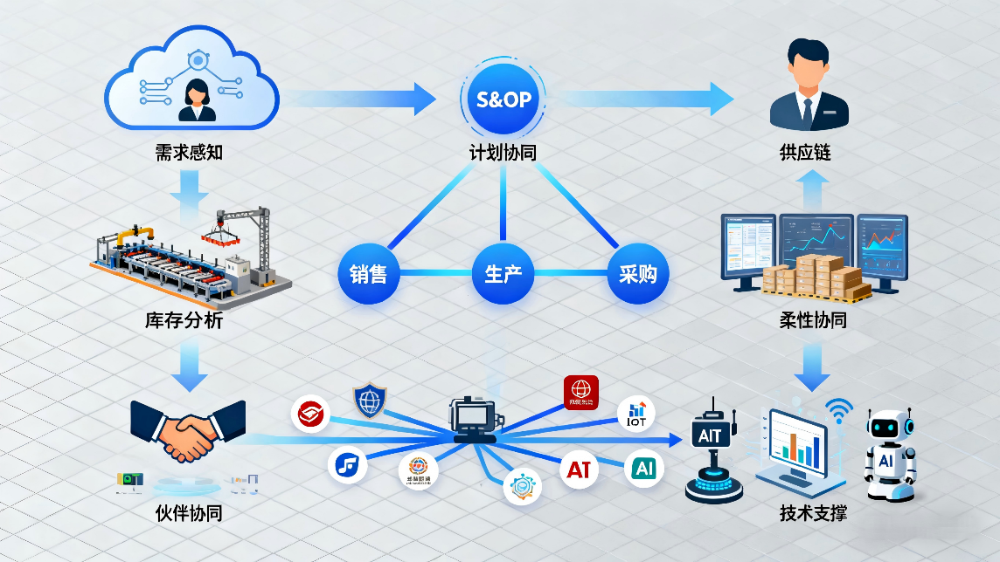 S&OP
需求感知
计划协同
供应链
销售
生产
采购
库存分析
柔性协同
IOT
AIT
AT
AI
AI
伙伴协同
技术支撑